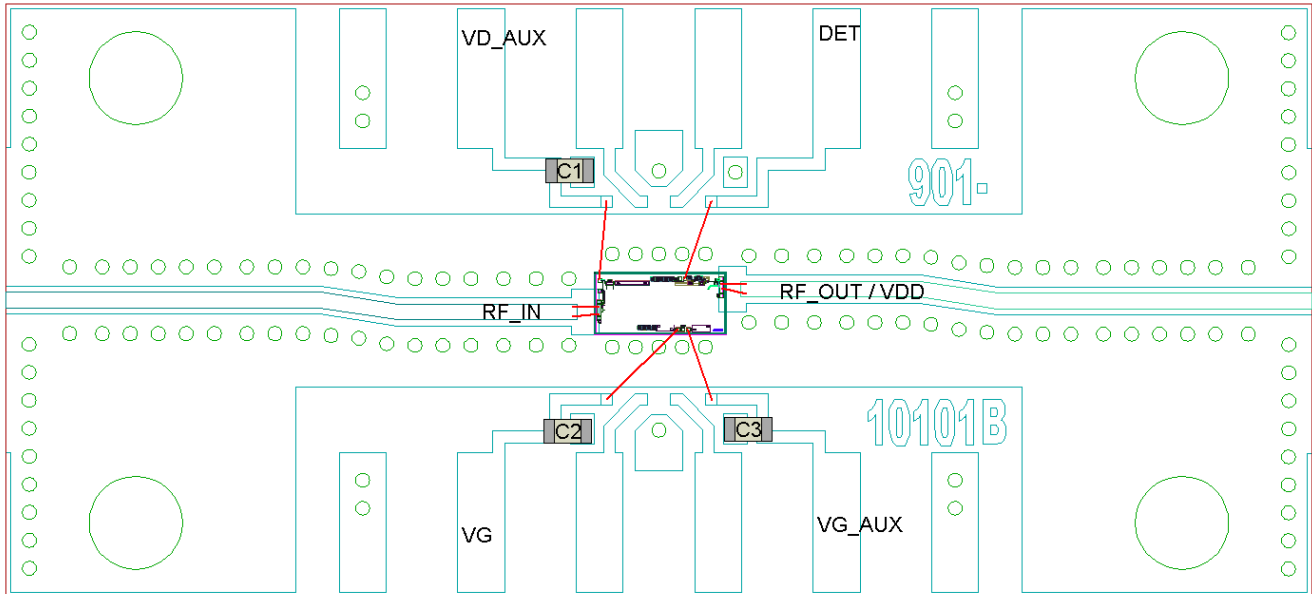 VD_AUX
DET
C1
901-
RF_IN
RF_OUT / VDD
C2
C3
10101B
VG
VG_AUX